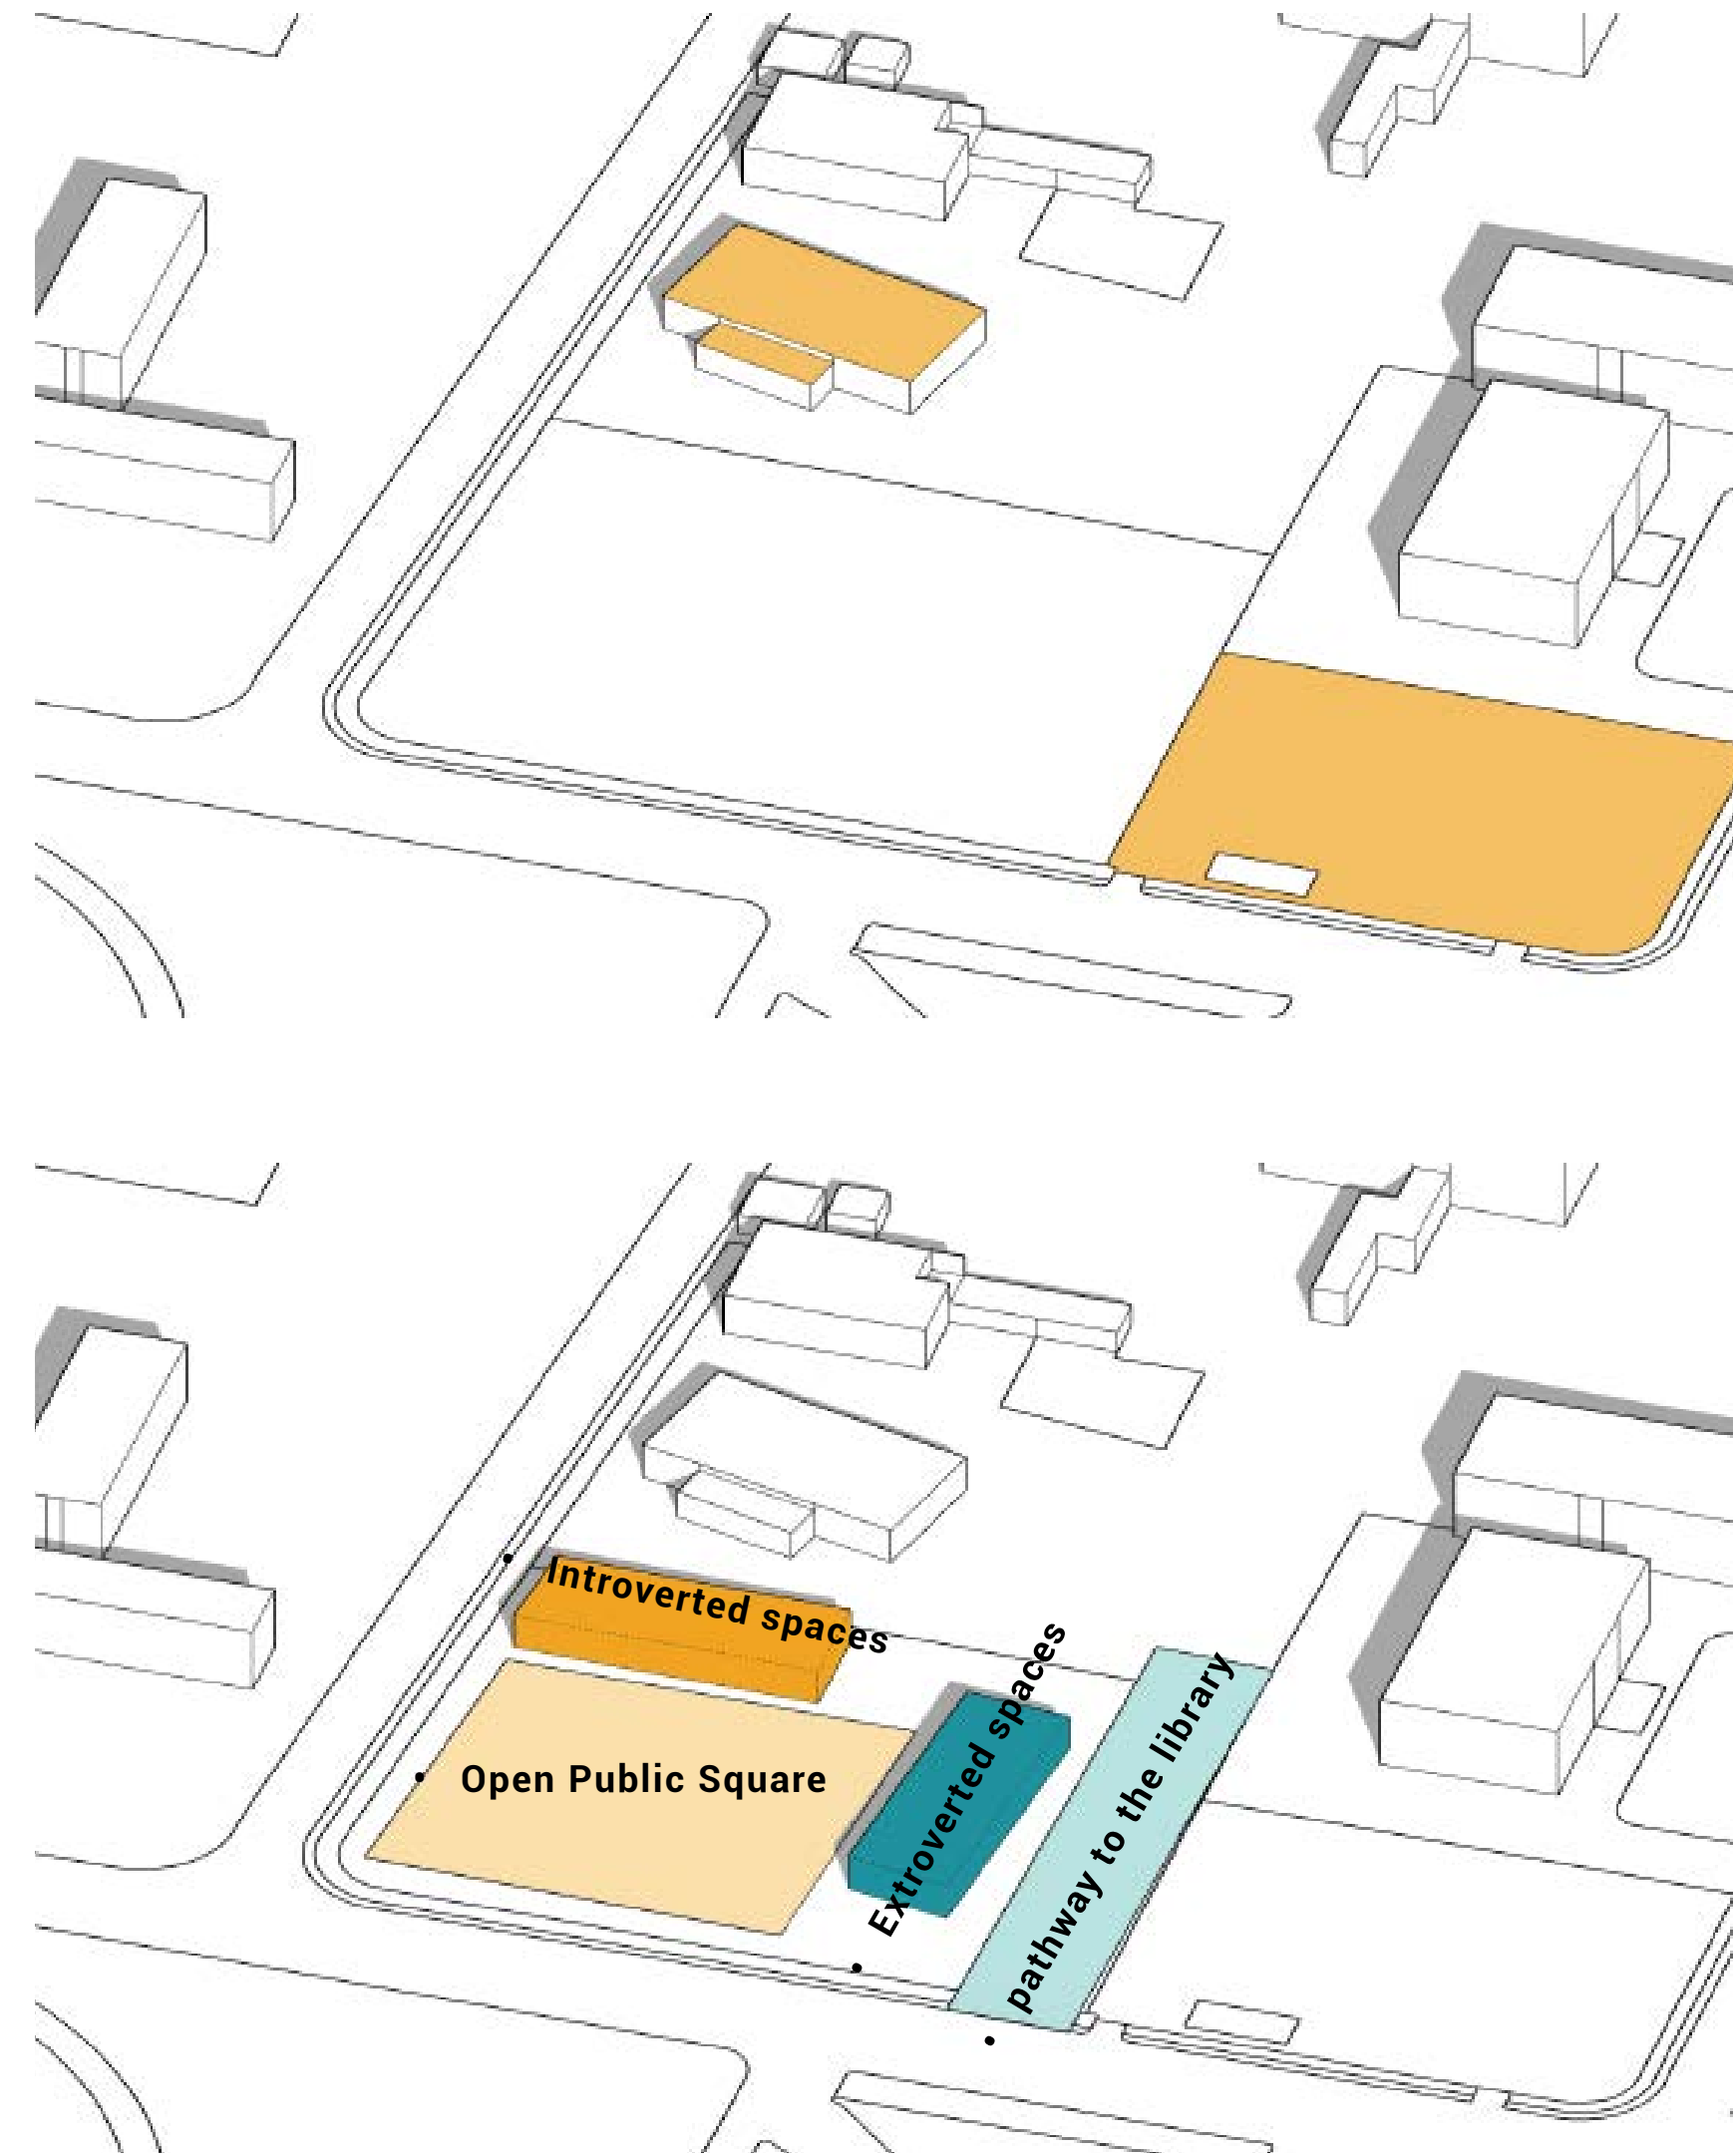 Introverted spaces
Open Public Square
Extroverted spaces
pathway to the library